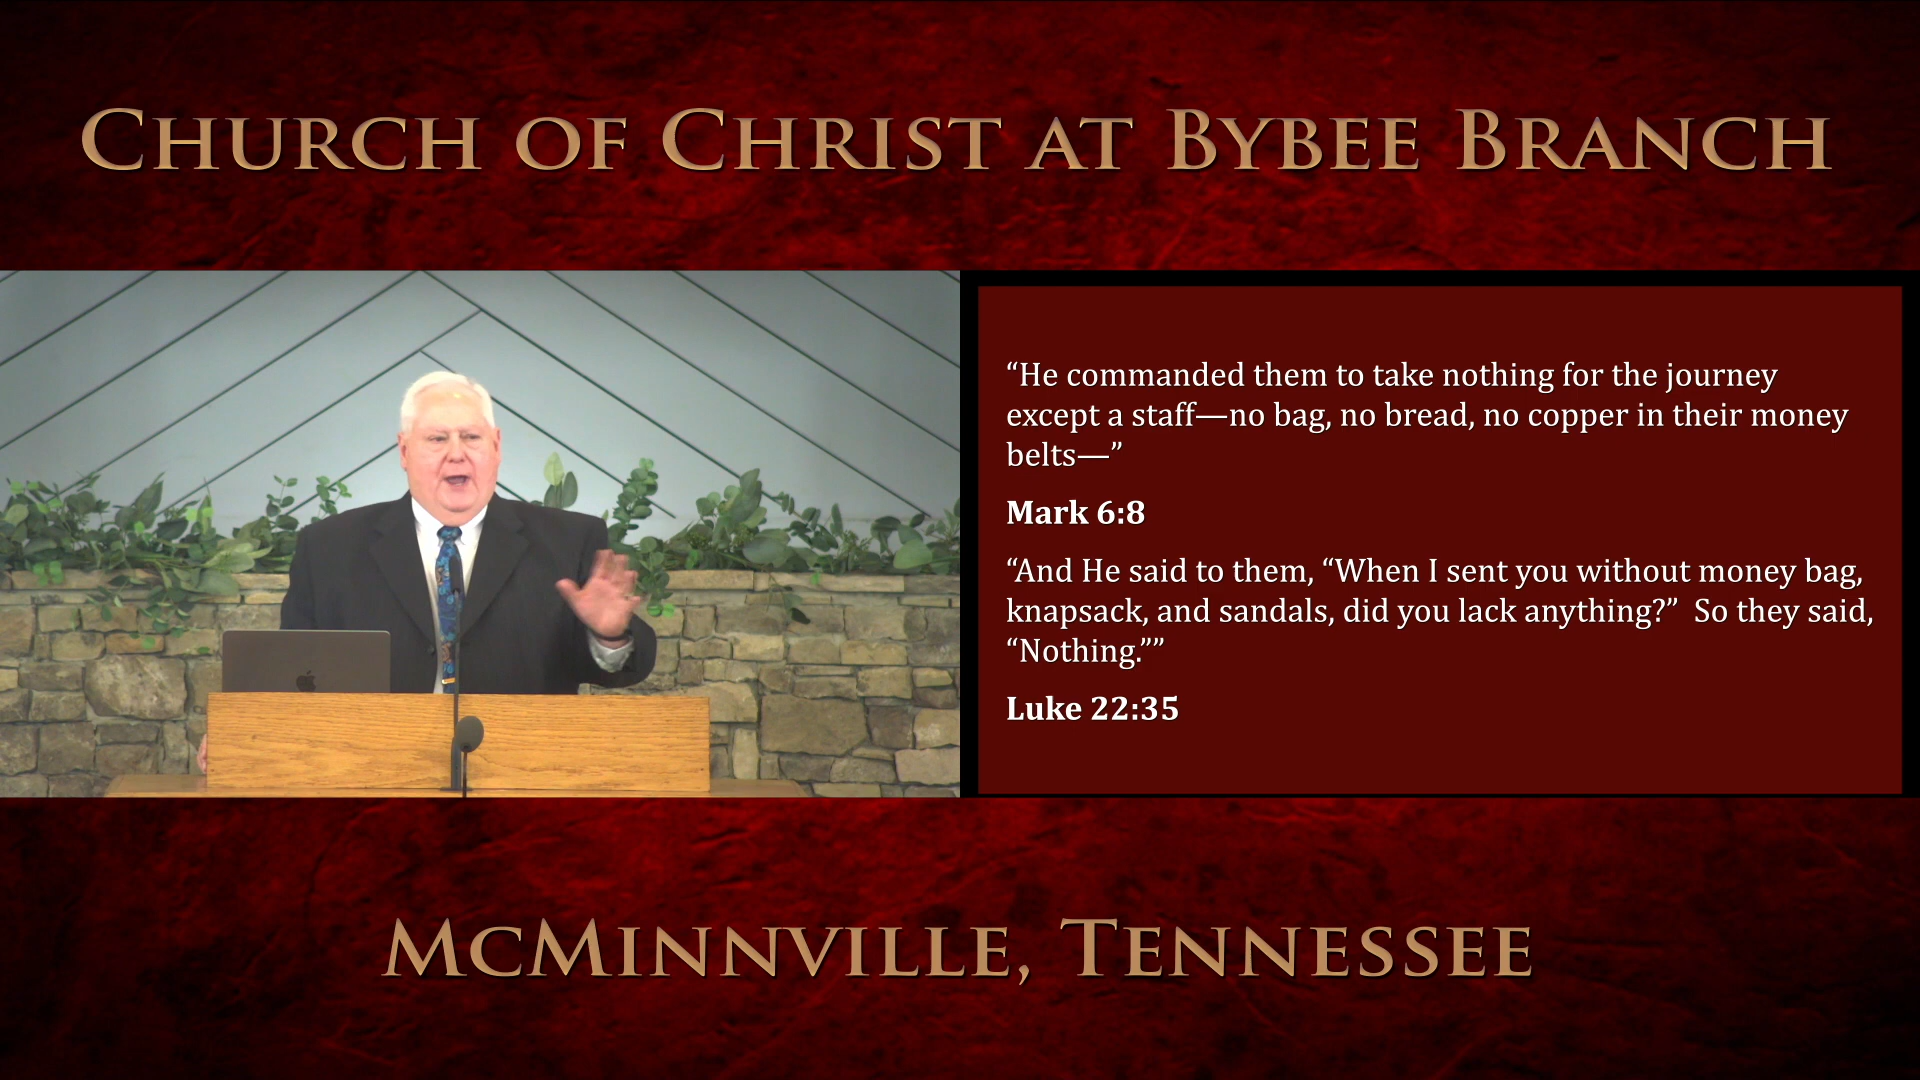 Church of Christ at Bybee Branch
“He commanded them to take nothing for the journey
except a staff—no bag, no bread, no copper in their money
belts—”
Mark 6:8
“And He said to them, “When I sent you without money bag,
knapsack, and sandals, did you lack anything?”  So they said,
“Nothing.””
Luke 22:35
McMinnville, Tennessee